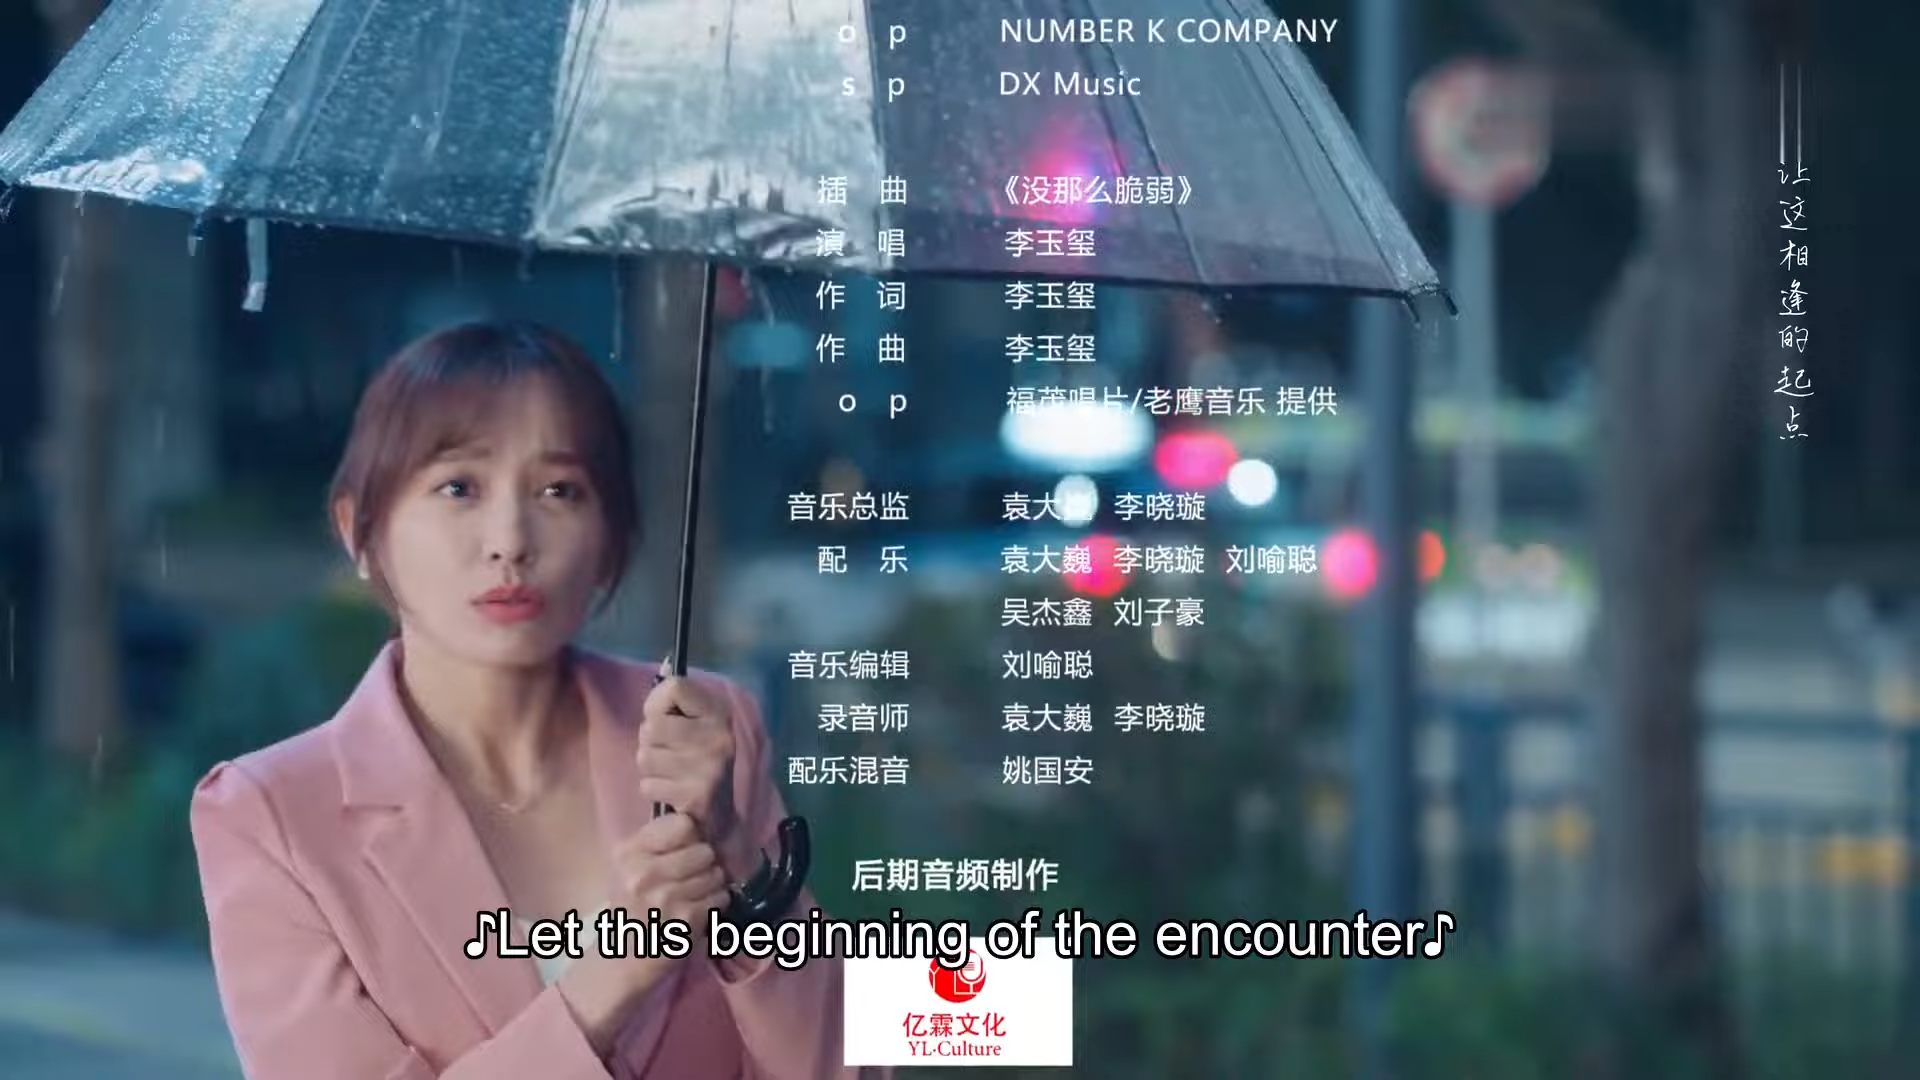 o p NUMBER K COMPANY
s p DX Music
插 曲 《没那么脆弱》
演 唱 李玉玺
作 词 李玉玺
作 曲 李玉玺
o p 福茂唱片/老鹰音乐 提供
音乐总监 袁大巍 李晓璇
配 乐 袁大巍 李晓璇 刘喻聪
吴杰鑫 刘子豪
音乐编辑 刘喻聪
录音师 袁大巍 李晓璇
配乐混音 姚国安
后期音频制作
♪Let this beginning of the encounter♪
亿霖文化
YL·Culture
让这相逢的起点